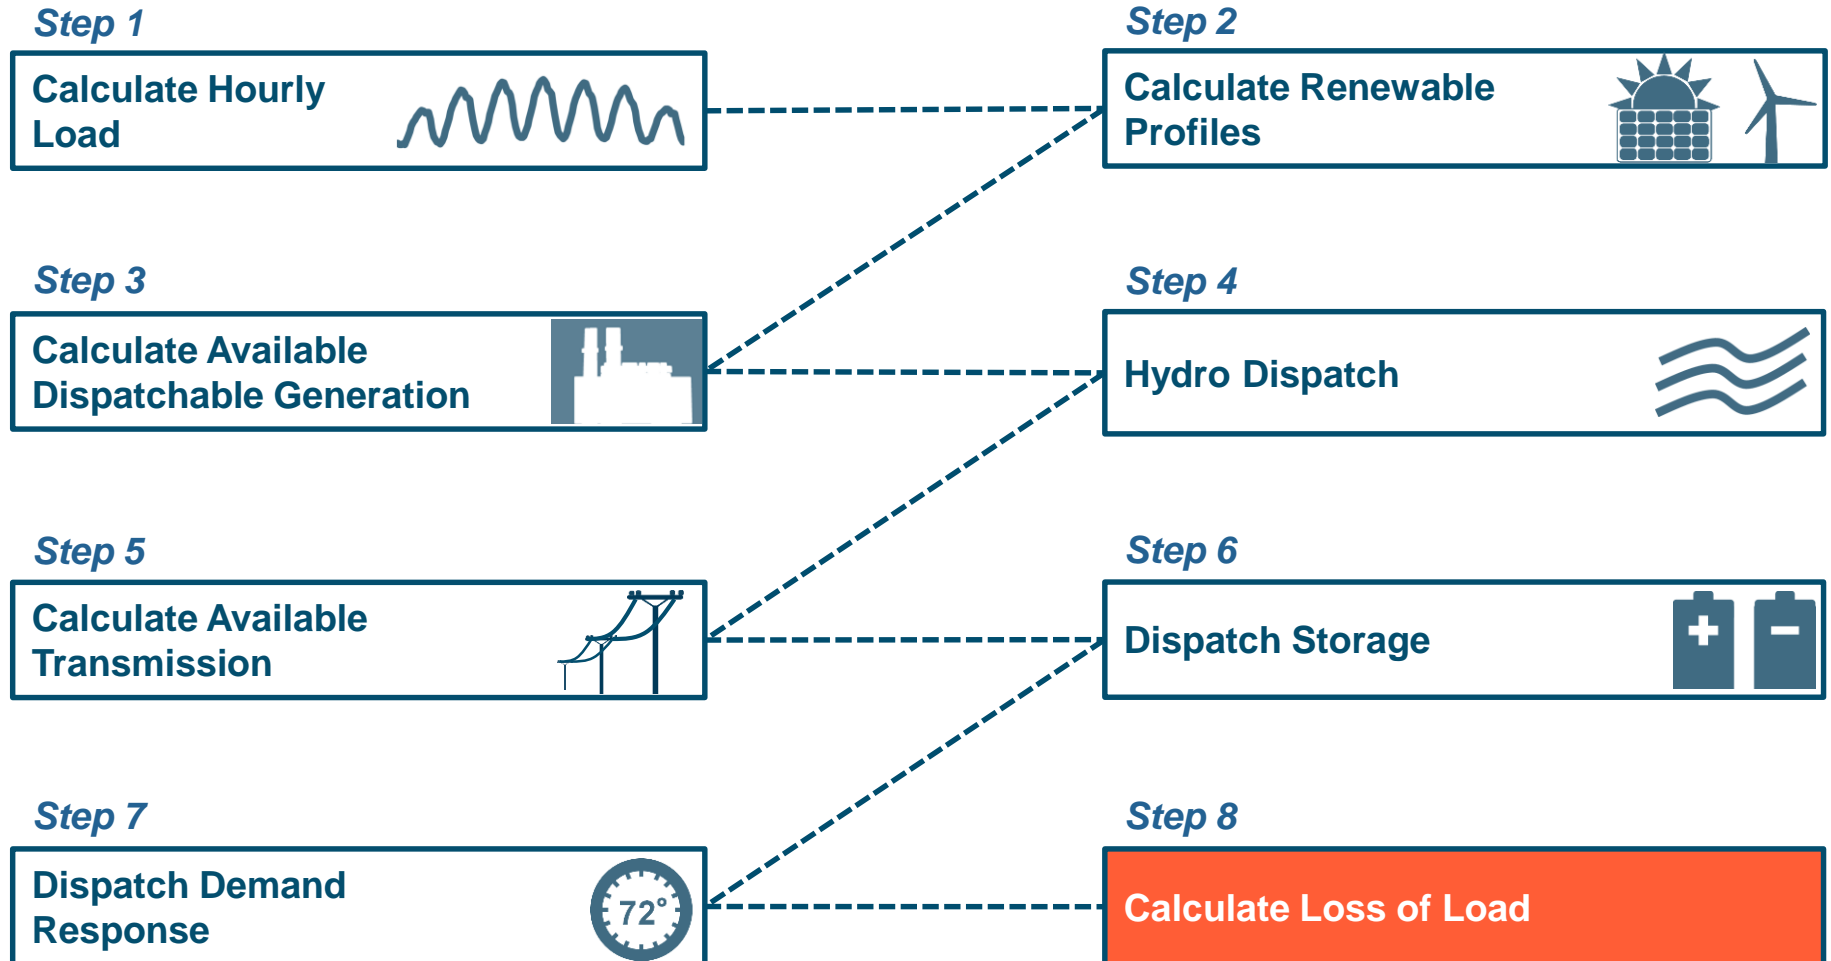 Step 1
Calculate Hourly
Load
Step 2
Calculate Renewable
Profiles
Step 3
Calculate Available
Dispatchable Generation
Step 4
Hydro Dispatch
Step 5
Calculate Available
Transmission
Step 6
Dispatch Storage
Step 7
Dispatch Demand
Response
72°
Step 8
Calculate Loss of Load